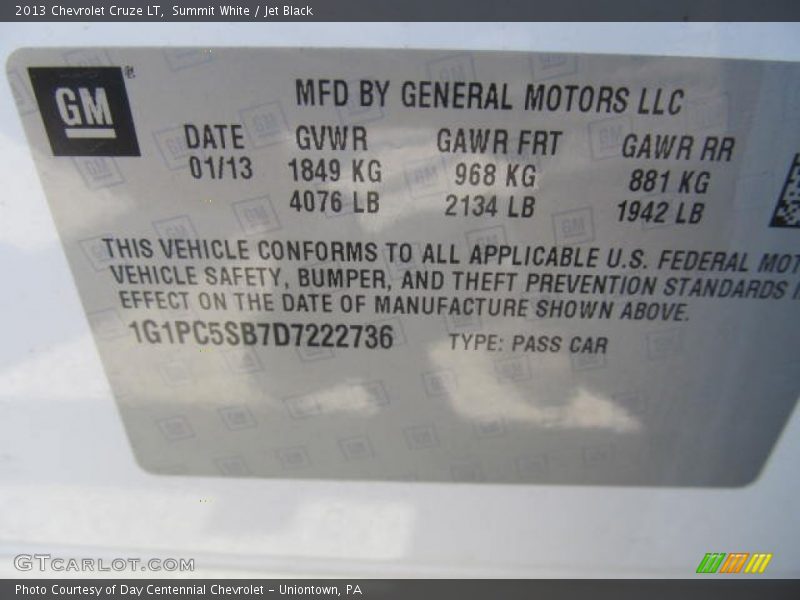 2013 Chevrolet Cruze LT, Summit White / Jet Black
GM
MFD BY GENERAL MOTORS LLC
DATE GVWR GAWR FRT GAWR RR
01/13 1849 KG 968 KG 881 KG
4076 LB 2134 LB 1942 LB
THIS VEHICLE CONFORMS TO ALL APPLICABLE U.S. FEDERAL MOT
VEHICLE SAFETY, BUMPER, AND THEFT PREVENTION STANDARDS I
EFFECT ON THE DATE OF MANUFACTURE SHOWN ABOVE.
1G1PC5SB7D7222736 TYPE: PASS CAR
GTCARLOT.COM
Photo Courtesy of Day Centennial Chevrolet - Uniontown, PA